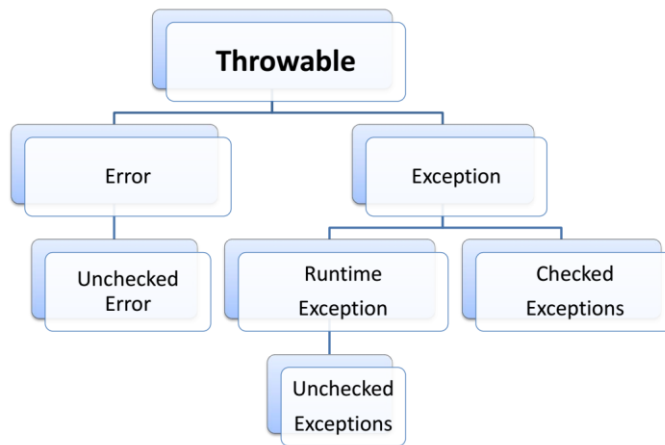 Throwable
Error
Exception
Unchecked
Error
Runtime
Exception
Checked
Exceptions
Unchecked
Exceptions